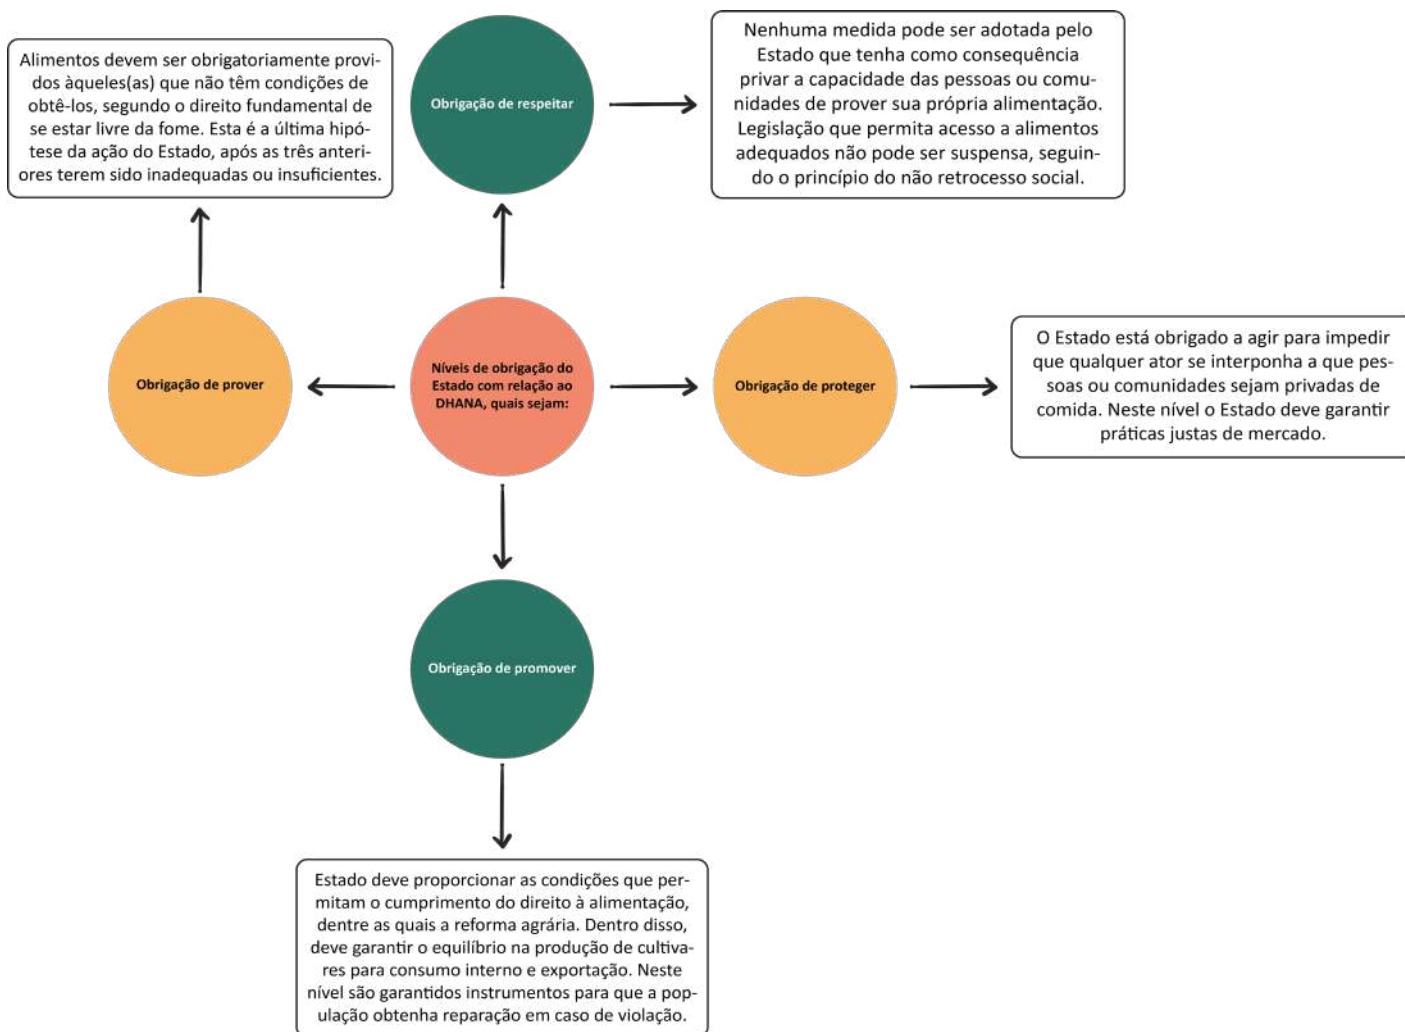 Alimentos devem ser obrigatoriamente provi-
dos àqueles(as) que não têm condições de
obtê-los, segundo o direito fundamental de
se estar livre da fome. Esta é a última hipó-
tese da ação do Estado, após as três anteri-
ores terem sido inadequadas ou insuficientes.
Obrigação de respeitar
Nenhuma medida pode ser adotada pelo
Estado que tenha como consequência
privar a capacidade das pessoas ou comu-
nidades de prover sua própria alimentação.
Legislação que permita acesso a alimentos
adequados não pode ser suspensa, seguin-
do o princípio do não retrocesso social.
Obrigação de prover
Níveis de obrigação do
Estado com relação ao
DHANA, quais sejam:
Obrigação de proteger
O Estado está obrigado a agir para impedir
que qualquer ator se interponha a que pes-
soas ou comunidades sejam privadas de
comida. Neste nível o Estado deve garantir
práticas justas de mercado.
Obrigação de promover
Estado deve proporcionar as condições que per-
mitam o cumprimento do direito à alimentação,
dentre as quais a reforma agrária. Dentro disso,
deve garantir o equilíbrio na produção de cultiva-
res para consumo interno e exportação. Neste
nível são garantidos instrumentos para que a pop-
ulação obtenha reparação em caso de violação.